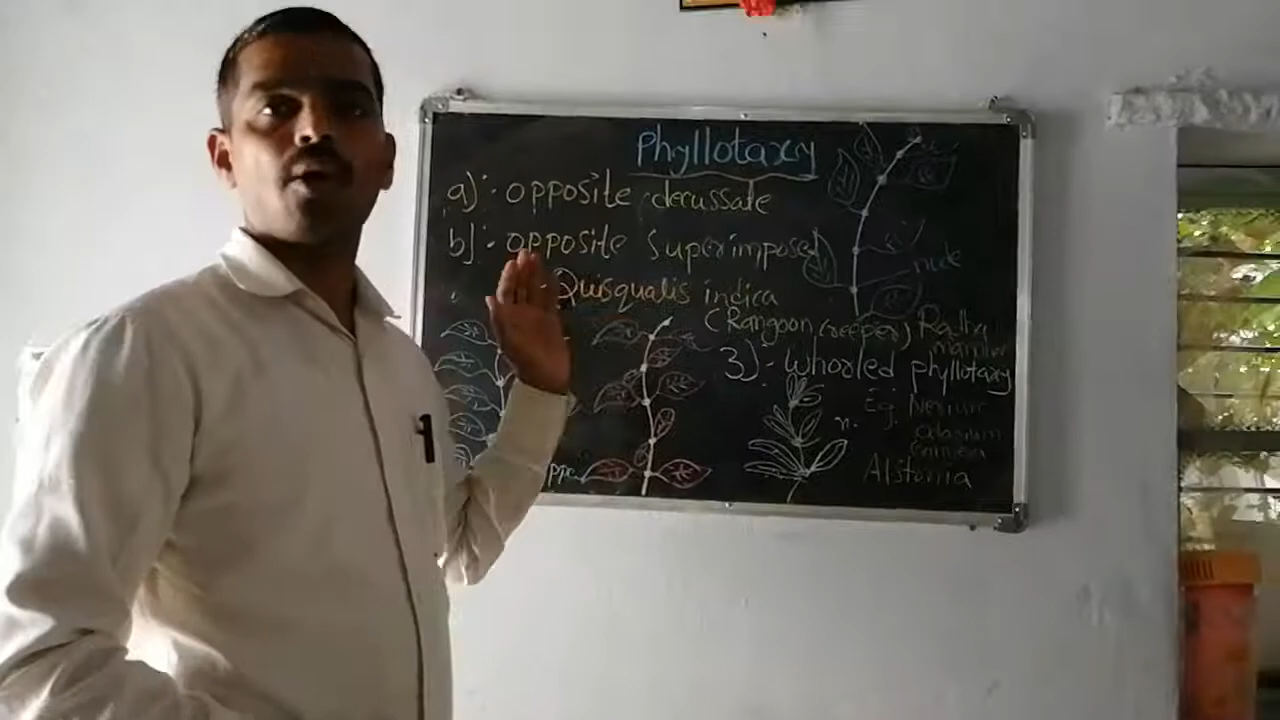 Phyllotaxy
a):- opposite decussate
b):- opposite superimposed
node
Quisqualis indica
(Rangoon creeper)
3):- whorled phyllotaxy
Eg. Nerium
Alstonia